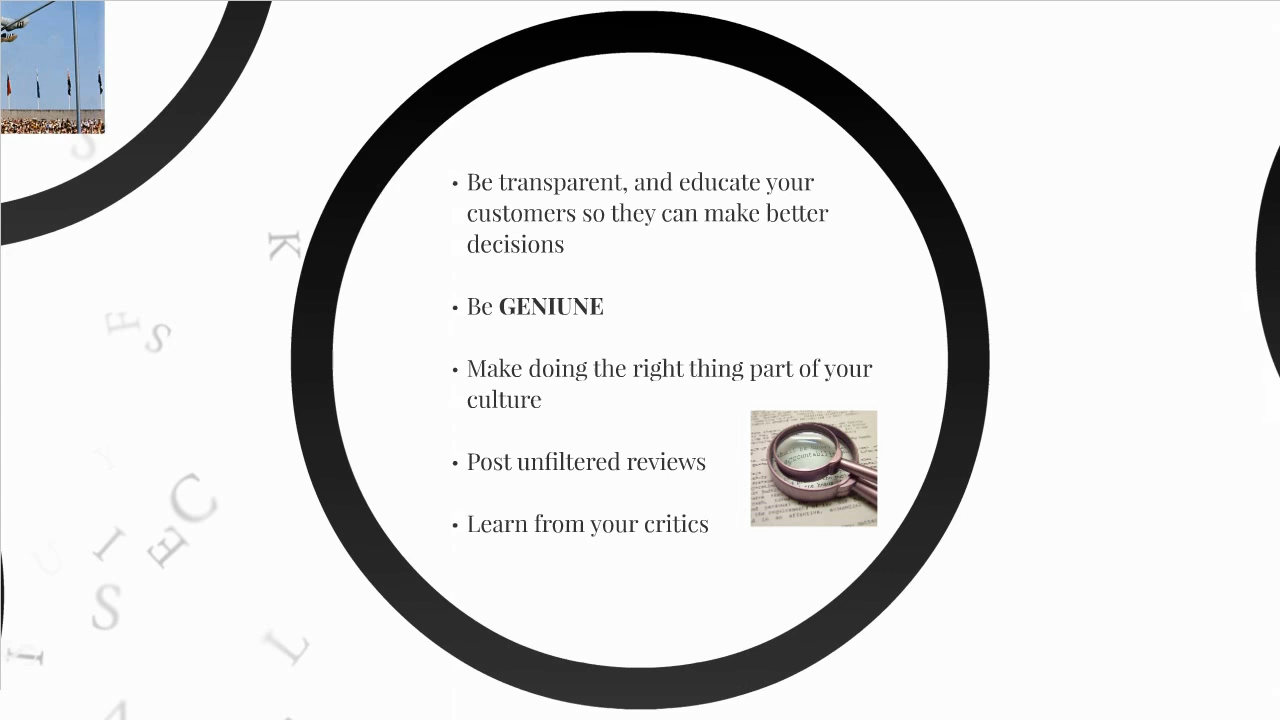 • Be transparent, and educate your
customers so they can make better
decisions
• Be GENIUNE
• Make doing the right thing part of your
culture
• Post unfiltered reviews
• Learn from your critics
K
F
S
C
I
E
S
L
I